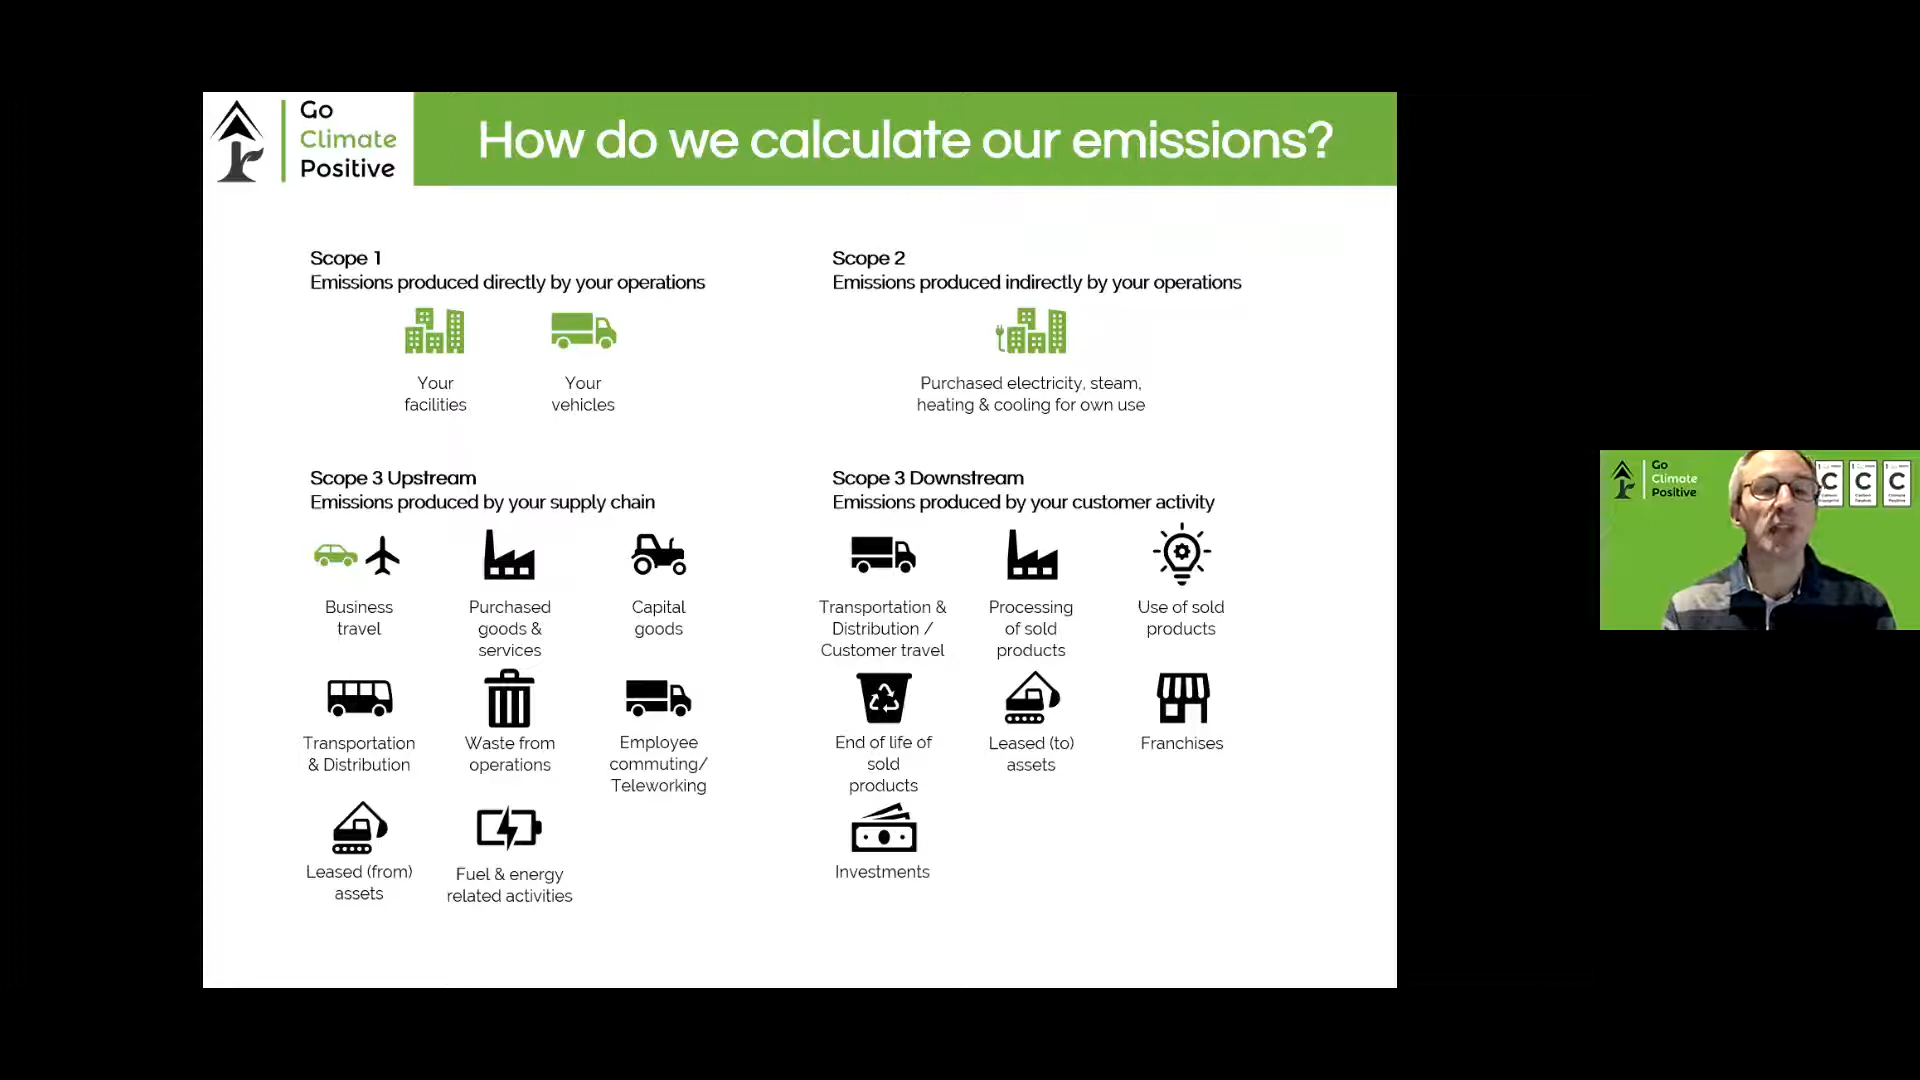 Go
Climate
Positive
How do we calculate our emissions?
Scope 1
Emissions produced directly by your operations
Your
facilities
Your
vehicles
Scope 2
Emissions produced indirectly by your operations
Purchased electricity, steam,
heating & cooling for own use
Scope 3 Upstream
Emissions produced by your supply chain
Business
travel
Purchased
goods &
services
Capital
goods
Transportation
& Distribution
Waste from
operations
Employee
commuting/
Teleworking
Leased (from)
assets
Fuel & energy
related activities
Scope 3 Downstream
Emissions produced by your customer activity
Transportation &
Distribution /
Customer travel
Processing
of sold
products
Use of sold
products
End of life of
sold
products
Leased (to)
assets
Franchises
Investments
Go
Climate
Positive
C
C
C